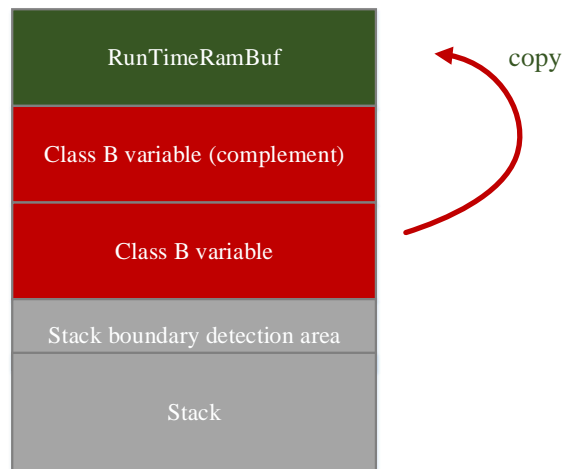 RunTimeRamBuf
copy
Class B variable (complement)
Class B variable
Stack boundary detection area
Stack